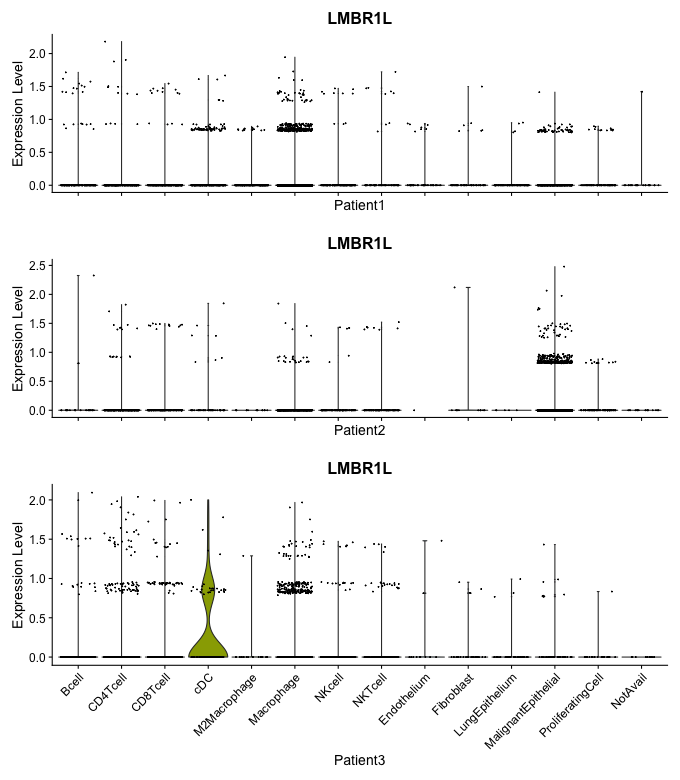 LMBR1L
Expression Level
2.0
1.5
1.0
0.5
0.0
Patient1
LMBR1L
Expression Level
2.5
2.0
1.5
1.0
0.5
0.0
Patient2
LMBR1L
Expression Level
2.0
1.5
1.0
0.5
0.0
Bcell
CD4Tcell
CD8Tcell
cDC
M2Macrophage
Macrophage
NKcell
NKTcell
Endothelium
Fibroblast
LungEpithelium
MalignantEpithelial
ProliferatingCell
NotAvail
Patient3